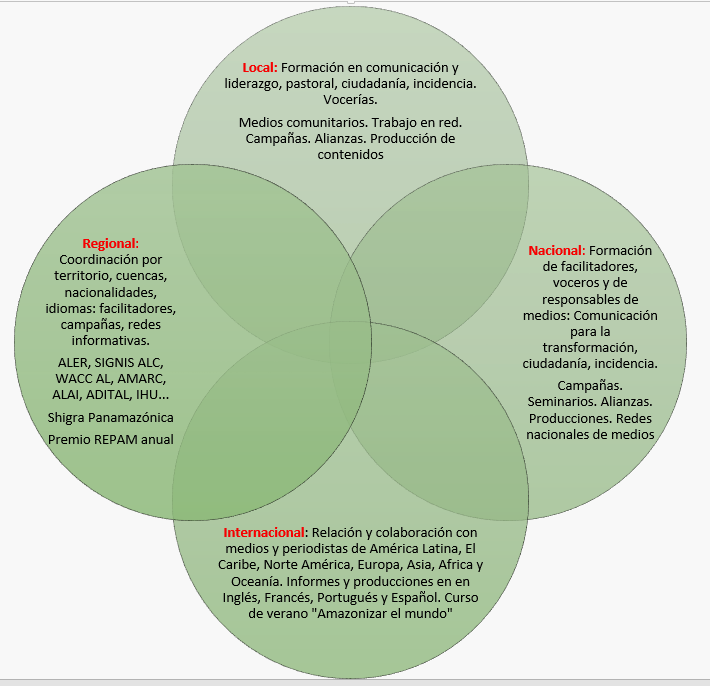 Local: Formación en comunicación y
liderazgo, pastoral, ciudadanía, incidencia.
Vocerías.
Medios comunitarios. Trabajo en red.
Campañas. Alianzas. Producción de
contenidos
Regional:
Coordinación por
territorio, cuencas,
nacionalidades,
idiomas: facilitadores,
campañas, redes
informativas.
ALER, SIGNIS ALC,
WACC AL, AMARC,
ALAI, ADITAL, IHU...
Shigra Panamazónica
Premio REPAM anual
Nacional: Formación
de facilitadores,
voceros y de
responsables de
medios: Comunicación
para la
transformación,
ciudadanía, incidencia.
Campañas.
Seminarios. Alianzas.
Producciones. Redes
nacionales de medios
Internacional: Relación y colaboración con
medios y periodistas de América Latina, El
Caribe, Norte América, Europa, Asia, Africa y
Oceanía. Informes y producciones en en
Inglés, Francés, Portugués y Español. Curso
de verano "Amazonizar el mundo"